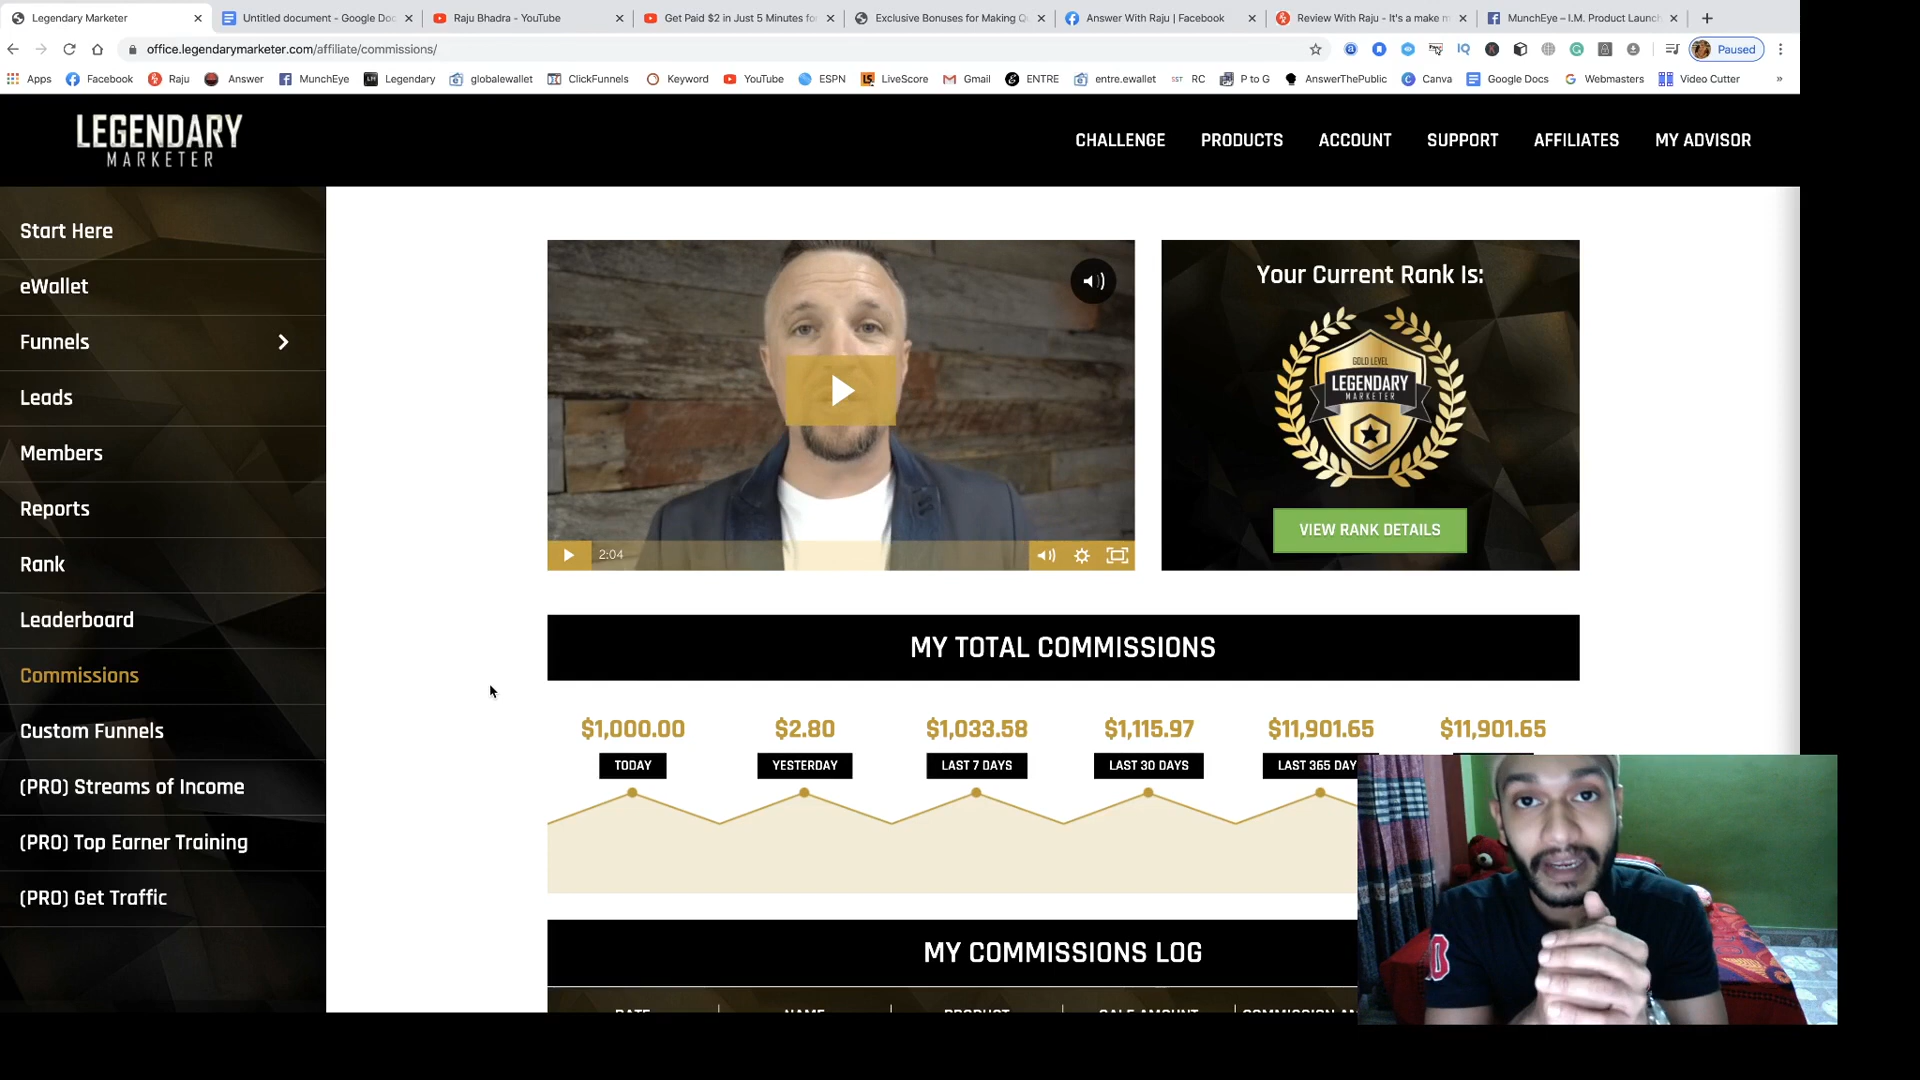 Legendary Marketer
Untitled document - Google Doc
Raju Bhadra - YouTube
Get Paid $2 in Just 5 Minutes fo
Exclusive Bonuses for Making Q
Answer With Raju | Facebook
Review With Raju - It's a make m
MunchEye – I.M. Product Launch
office.legendarymarketer.com/affiliate/commissions/
Paused
Apps
Facebook
Raju
Answer
MunchEye
Legendary
globalewallet
ClickFunnels
Keyword
YouTube
ESPN
LiveScore
Gmail
ENTRE
entre.ewallet
RC
P to G
AnswerThePublic
Canva
Google Docs
Webmasters
Video Cutter
»
LEGENDARY
MARKETER
CHALLENGE
PRODUCTS
ACCOUNT
SUPPORT
AFFILIATES
MY ADVISOR
Start Here
eWallet
Funnels
Leads
Members
Reports
Rank
Leaderboard
Commissions
Custom Funnels
(PRO) Streams of Income
(PRO) Top Earner Training
(PRO) Get Traffic
2:04
Your Current Rank Is:
GOLD LEVEL
LEGENDARY
MARKETER
VIEW RANK DETAILS
MY TOTAL COMMISSIONS
$1,000.00
$2.80
$1,033.58
$1,115.97
$11,901.65
$11,901.65
TODAY
YESTERDAY
LAST 7 DAYS
LAST 30 DAYS
LAST 365 DAY
MY COMMISSIONS LOG
DATE
NAME
PRODUCT
SALE AMOUNT
COMMISSION AM